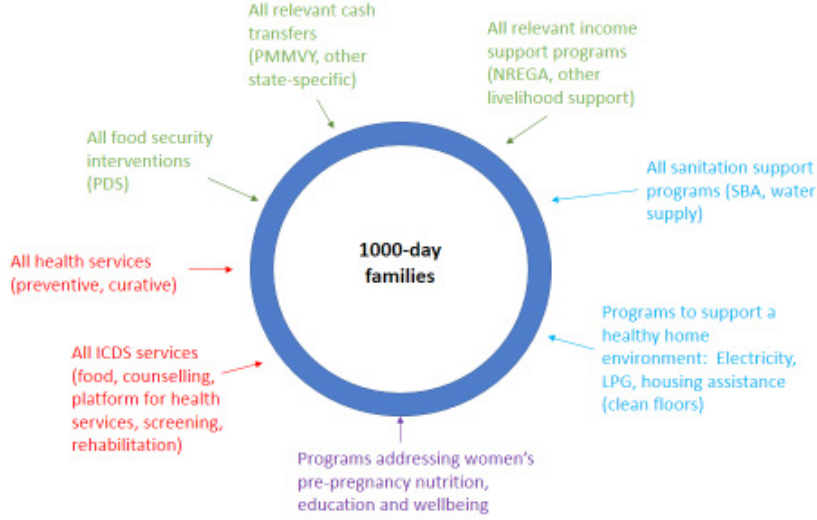 All relevant cash
transfers
(PMMVY, other
state-specific)
All relevant income
support programs
(NREGA, other
livelihood support)
All food security
interventions
(PDS)
All sanitation support
programs (SBA, water
supply)
1000-day
families
All health services
(preventive, curative)
Programs to support a
healthy home
environment: Electricity,
LPG, housing assistance
(clean floors)
All ICDS services
(food, counselling,
platform for health
services, screening,
rehabilitation)
Programs addressing women's
pre-pregnancy nutrition,
education and wellbeing